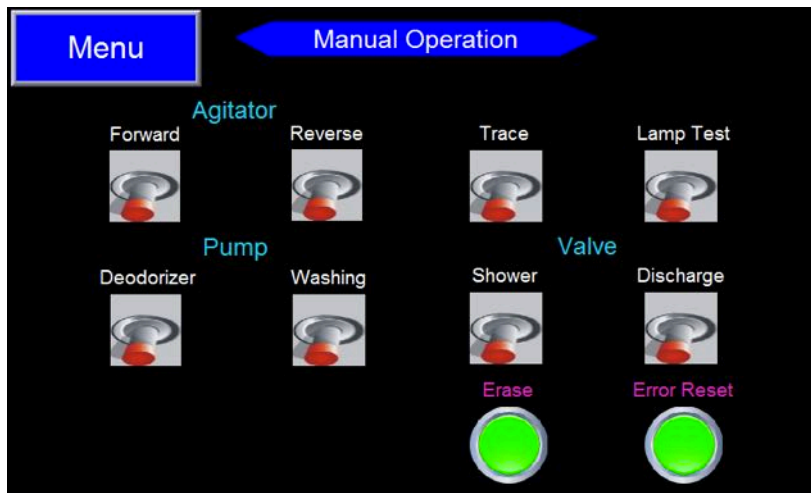 Menu
Manual Operation
Agitator
Forward
Reverse
Trace
Lamp Test
Pump
Valve
Deodorizer
Washing
Shower
Discharge
Erase
Error Reset